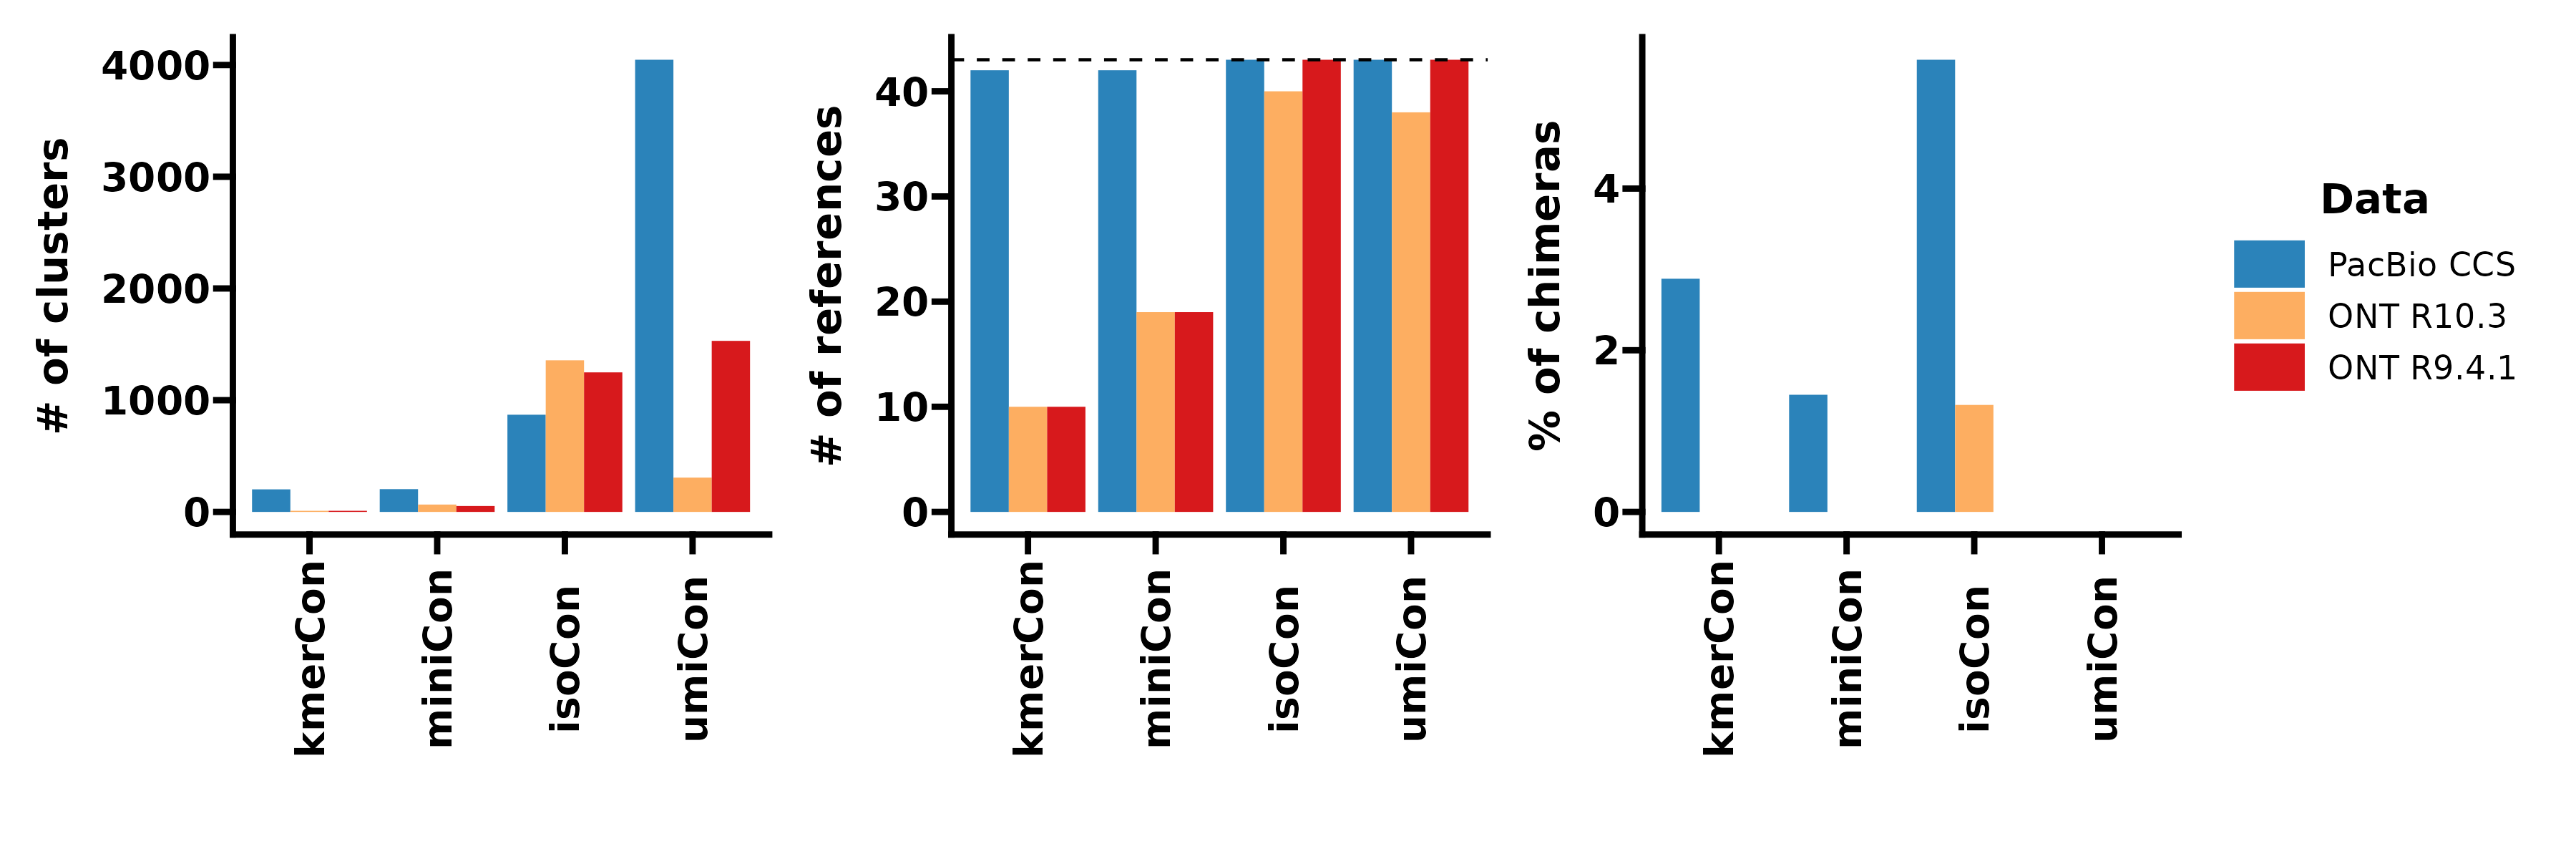 # of clusters
4000
3000
2000
1000
0
kmerCon
miniCon
isoCon
umiCon
# of references
40
30
20
10
0
kmerCon
miniCon
isoCon
umiCon
% of chimeras
4
2
0
kmerCon
miniCon
isoCon
umiCon
Data
PacBio CCS
ONT R10.3
ONT R9.4.1